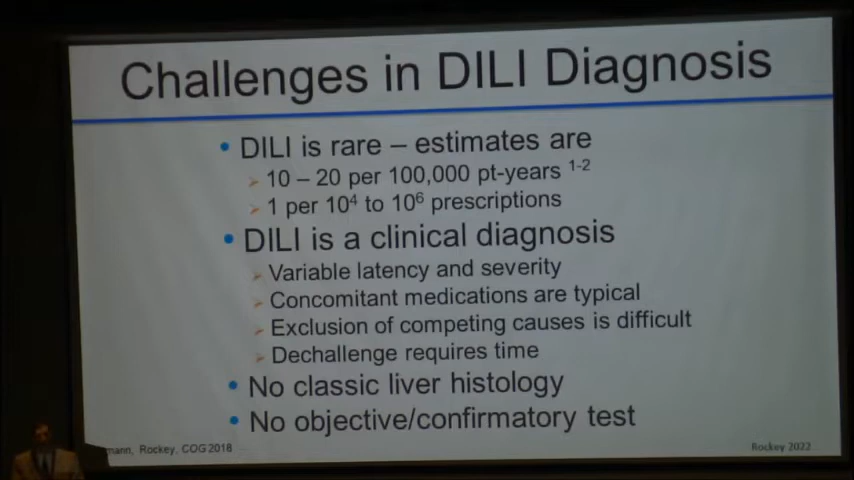 Challenges in DILI Diagnosis
• DILI is rare – estimates are
➢ 10 – 20 per 100,000 pt-years ¹⁻²
➢ 1 per 10⁴ to 10⁶ prescriptions
• DILI is a clinical diagnosis
➢ Variable latency and severity
➢ Concomitant medications are typical
➢ Exclusion of competing causes is difficult
➢ Dechallenge requires time
• No classic liver histology
• No objective/confirmatory test
Rockey, COG 2018
Rockey 2022